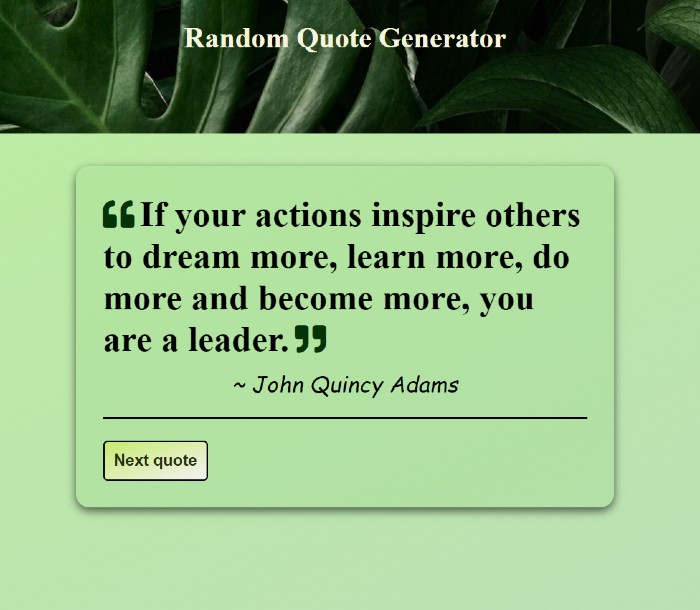 Random Quote Generator
❝If your actions inspire others
to dream more, learn more, do
more and become more, you
are a leader.❞
~ John Quincy Adams
Next quote